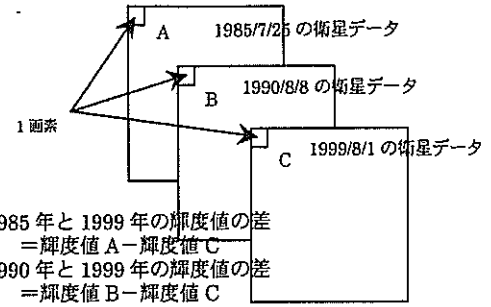 A
1985/7/25 の衛星データ
B
1990/8/8 の衛星データ
1 画素
C
1999/8/1 の衛星データ
985 年と 1999 年の輝度値の差
=輝度値 A-輝度値 C
990 年と 1999 年の輝度値の差
=輝度値 B-輝度値 C